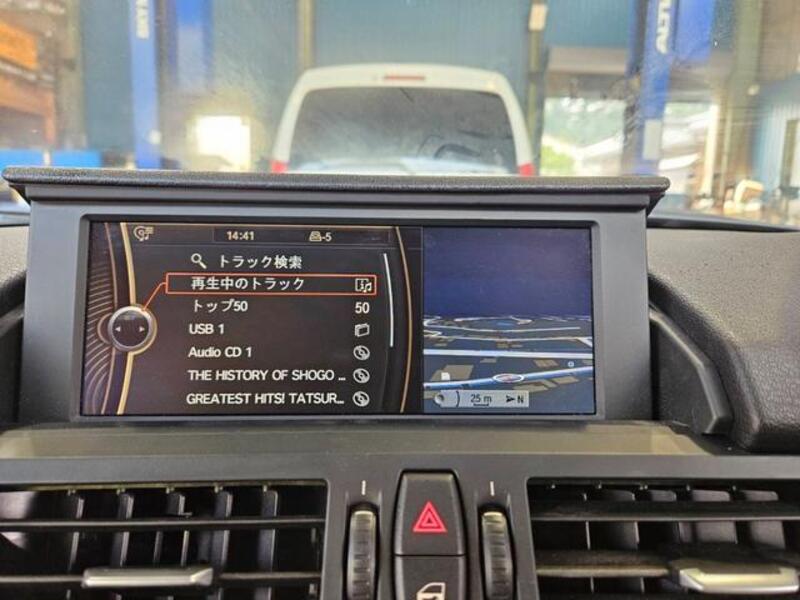 14:41
-5
トラック検索
再生中のトラック
トップ50 50
USB 1
Audio CD 1
THE HISTORY OF SHOGO ...
GREATEST HITS! TATSUR...
25 m N